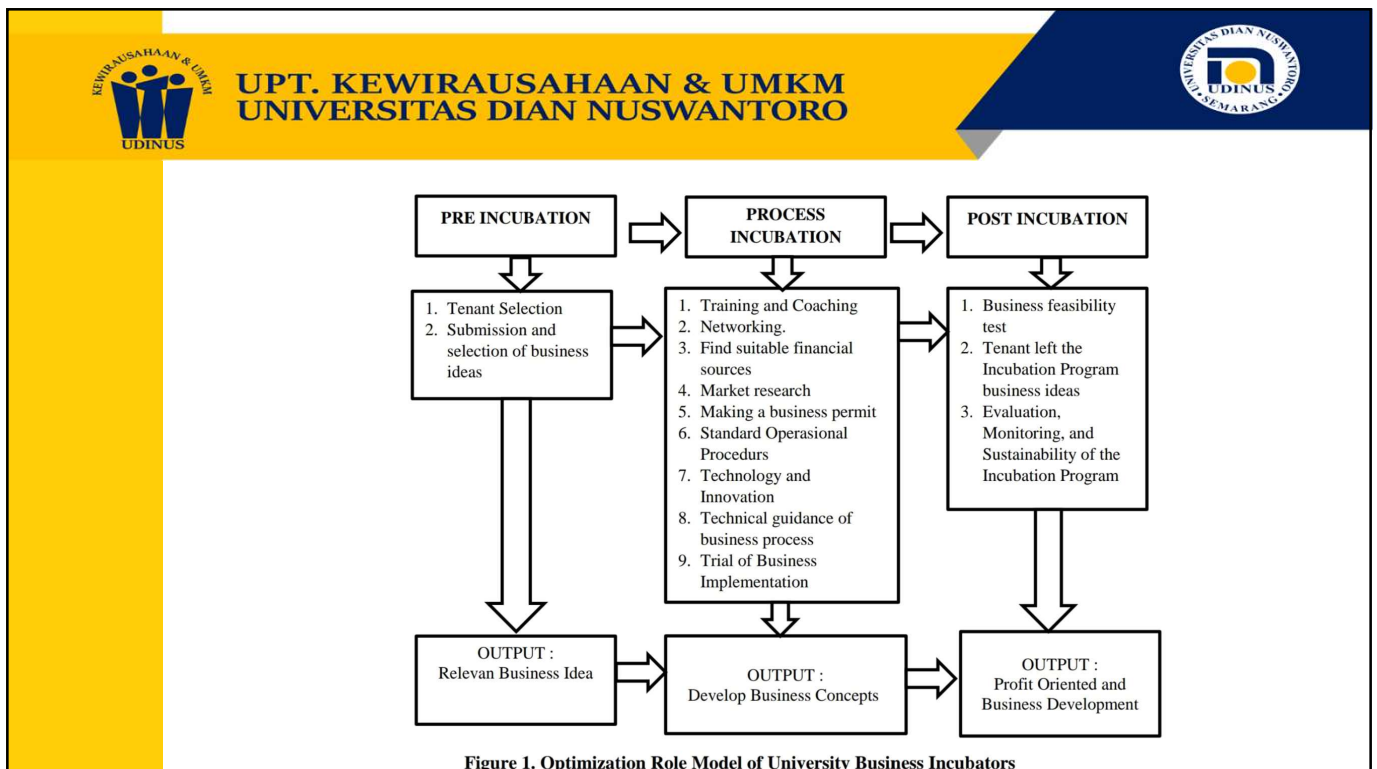 KEWIRAUSAHAAN & UMKM
UDINUS
UPT. KEWIRAUSAHAAN & UMKM
UNIVERSITAS DIAN NUSWANTORO
UNIVERSITAS DIAN NUSWANTORO
UDINUS
SEMARANG
PRE INCUBATION
PROCESS
INCUBATION
POST INCUBATION
1. Tenant Selection
2. Submission and
selection of business
ideas
1. Training and Coaching
2. Networking.
3. Find suitable financial
sources
4. Market research
5. Making a business permit
6. Standard Operasional
Procedurs
7. Technology and
Innovation
8. Technical guidance of
business process
9. Trial of Business
Implementation
1. Business feasibility
test
2. Tenant left the
Incubation Program
business ideas
3. Evaluation,
Monitoring, and
Sustainability of the
Incubation Program
OUTPUT :
Relevan Business Idea
OUTPUT :
Develop Business Concepts
OUTPUT :
Profit Oriented and
Business Development
Figure 1. Optimization Role Model of University Business Incubators